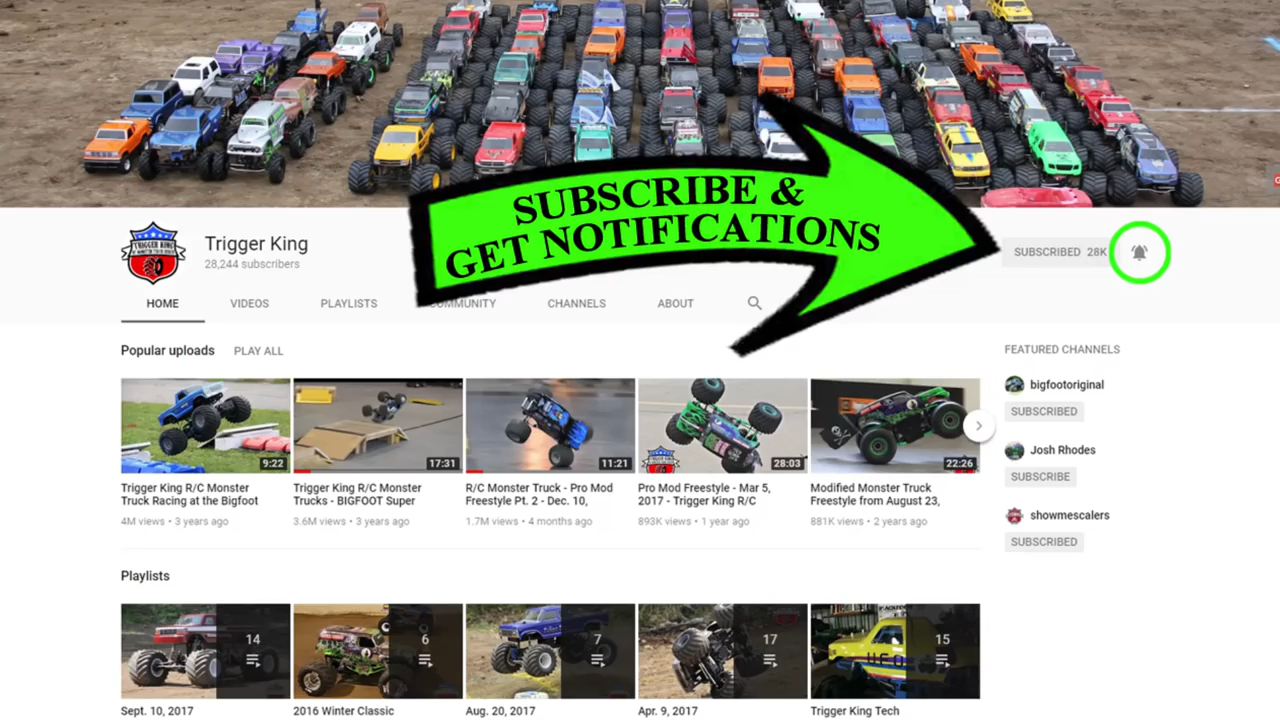 SUBSCRIBE &
GET NOTIFICATIONS
TRIGGER KING
Trigger King
28,244 subscribers
SUBSCRIBED 28K
HOME VIDEOS PLAYLISTS COMMUNITY CHANNELS ABOUT
Popular uploads PLAY ALL
9:22
17:31
11:21
28:03
22:26
Trigger King R/C Monster
Truck Racing at the Bigfoot
4M views • 3 years ago
Trigger King R/C Monster
Trucks - BIGFOOT Super
3.6M views • 3 years ago
R/C Monster Truck - Pro Mod
Freestyle Pt. 2 - Dec. 10,
1.7M views • 4 months ago
Pro Mod Freestyle - Mar 5,
2017 - Trigger King R/C
893K views • 1 year ago
Modified Monster Truck
Freestyle from August 23,
881K views • 2 years ago
FEATURED CHANNELS
bigfootoriginal
SUBSCRIBED
Josh Rhodes
SUBSCRIBE
showmescalers
SUBSCRIBED
Playlists
14
6
7
17
15
UFO
Sept. 10, 2017
2016 Winter Classic
Aug. 20, 2017
Apr. 9, 2017
Trigger King Tech